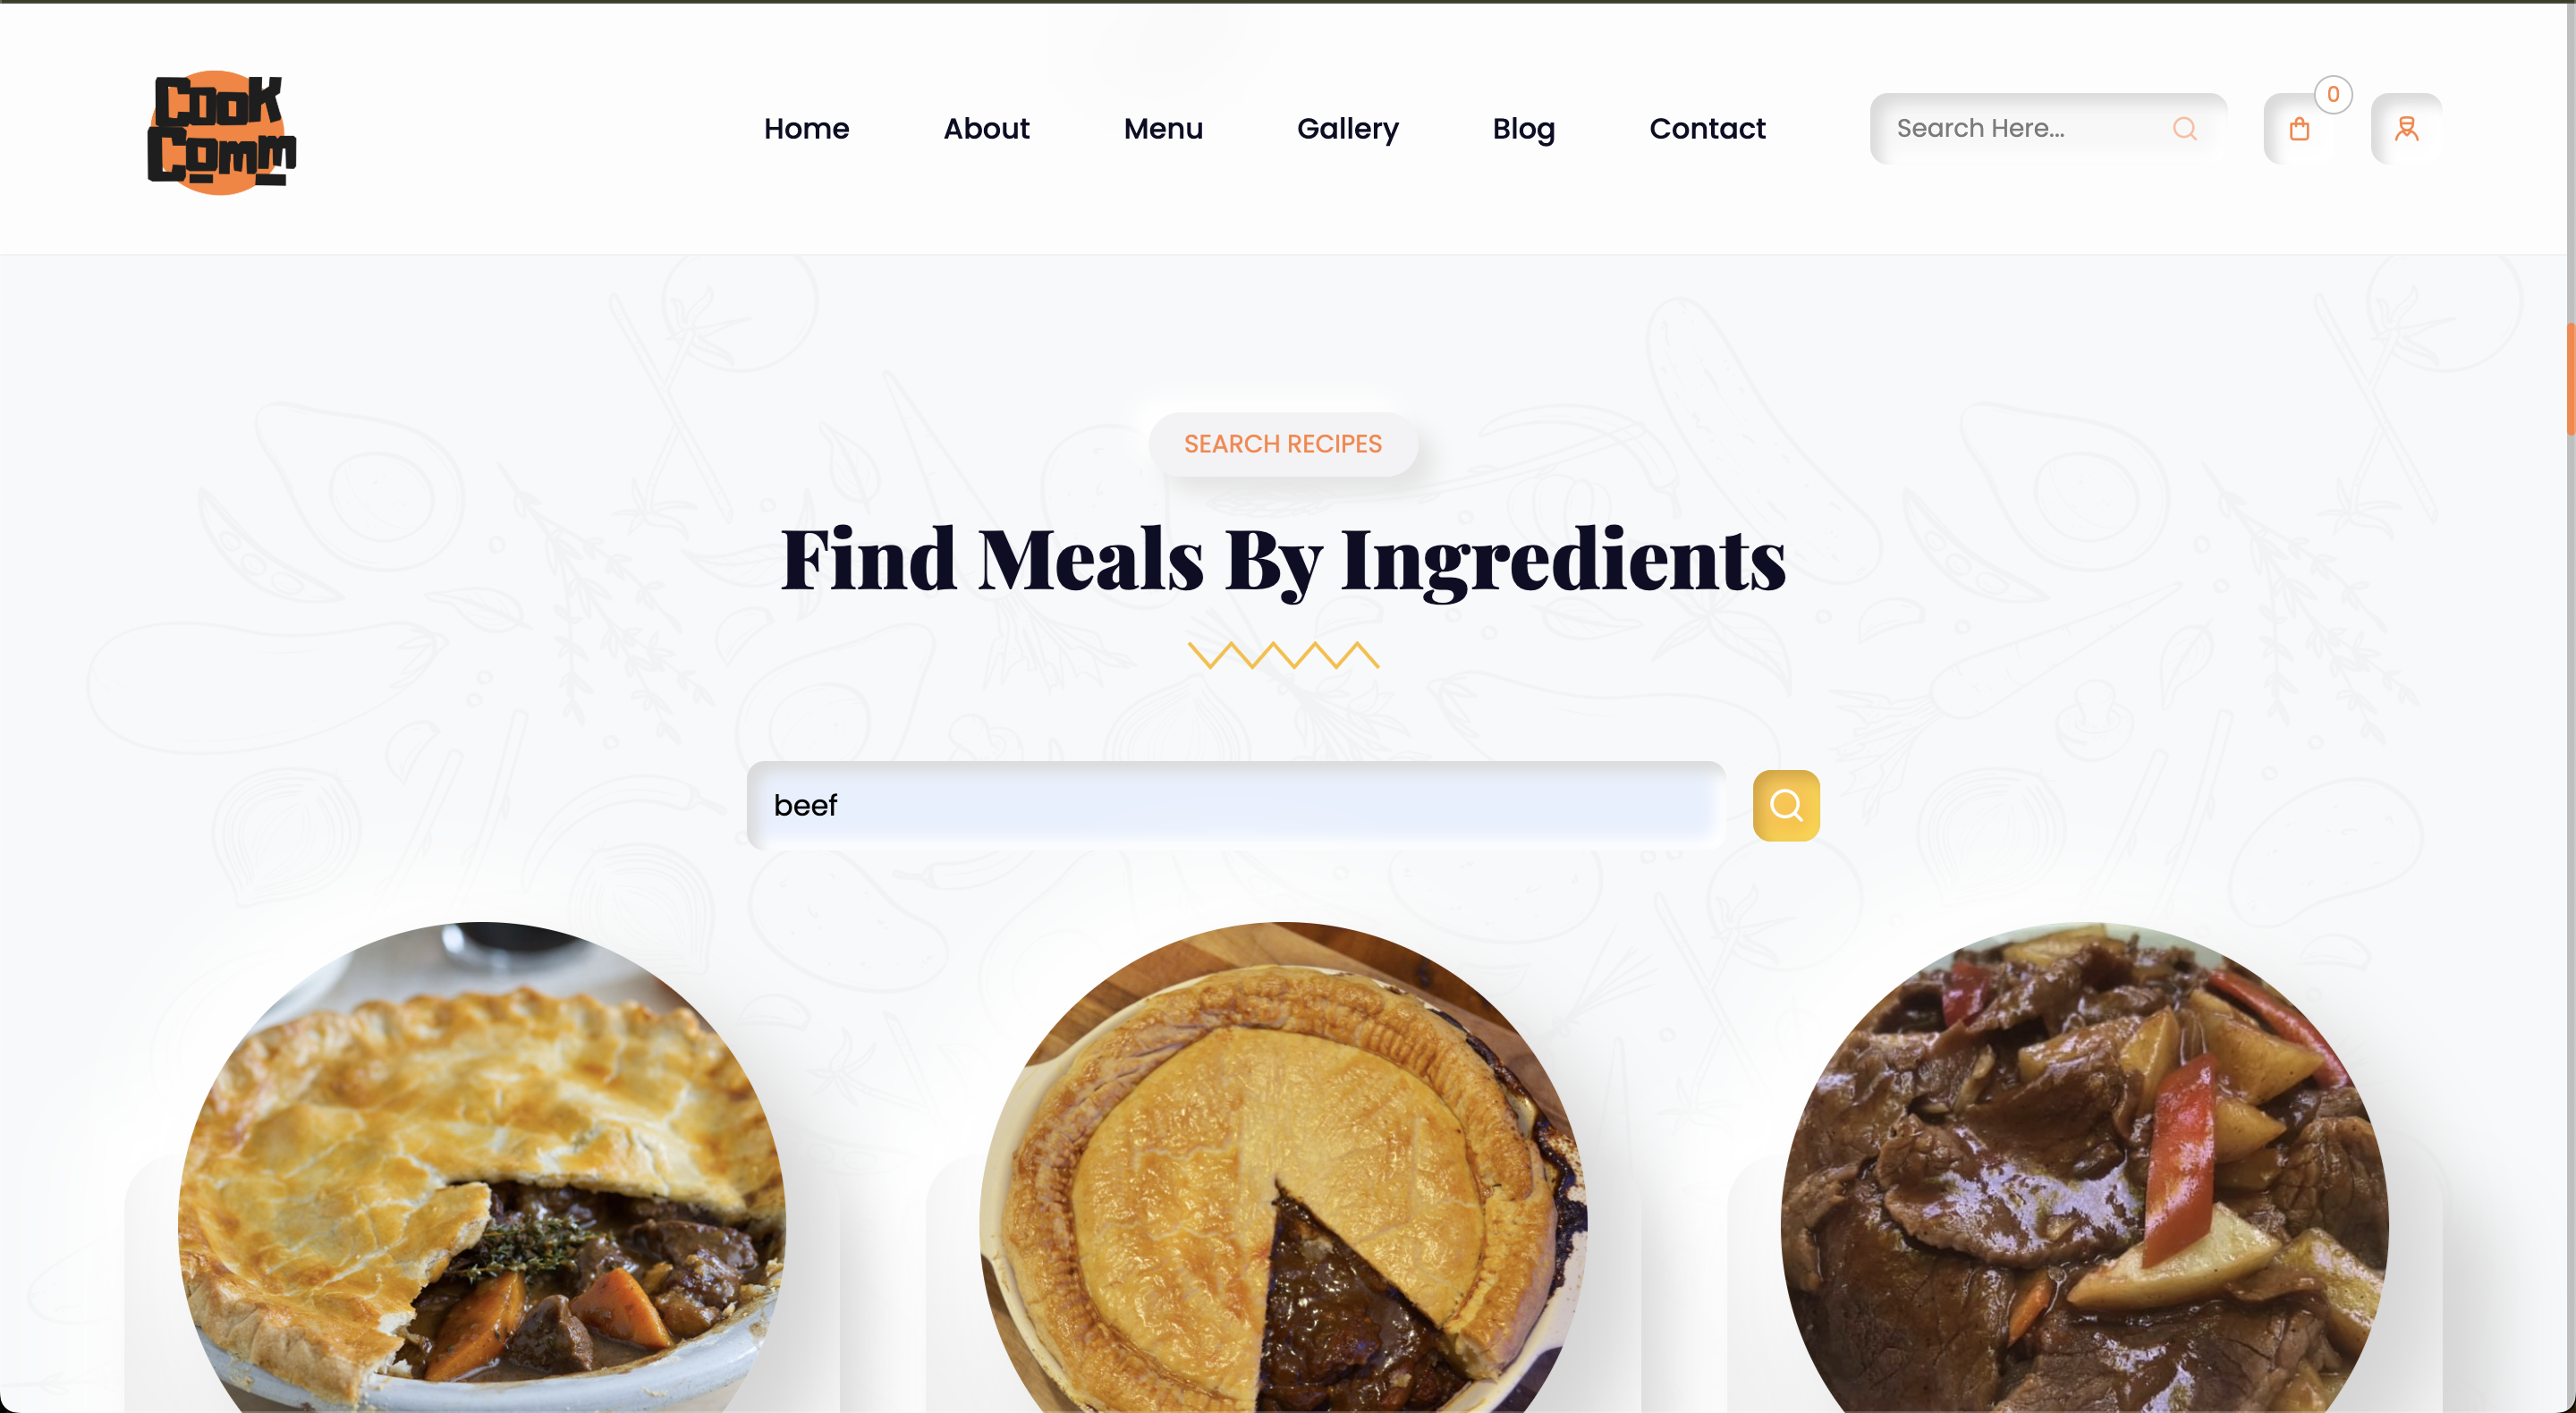 Cook
Comm
Home
About
Menu
Gallery
Blog
Contact
Search Here...
0
SEARCH RECIPES
Find Meals By Ingredients
beef